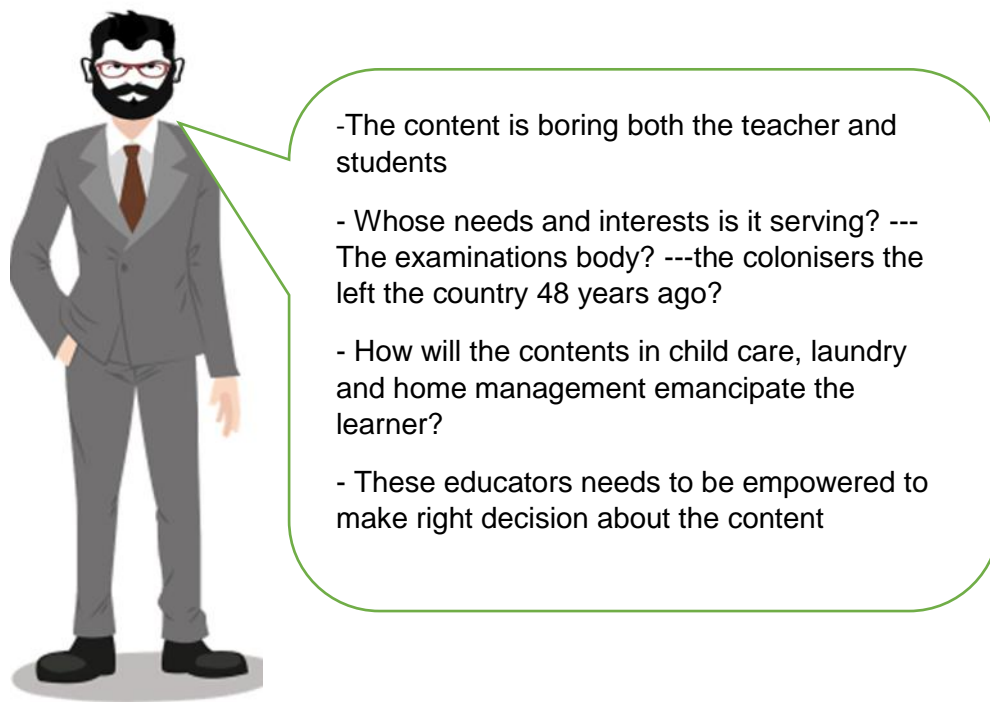 -The content is boring both the teacher and
students
- Whose needs and interests is it serving? ---
The examinations body? ---the colonisers the
left the country 48 years ago?
- How will the contents in child care, laundry
and home management emancipate the
learner?
- These educators needs to be empowered to
make right decision about the content